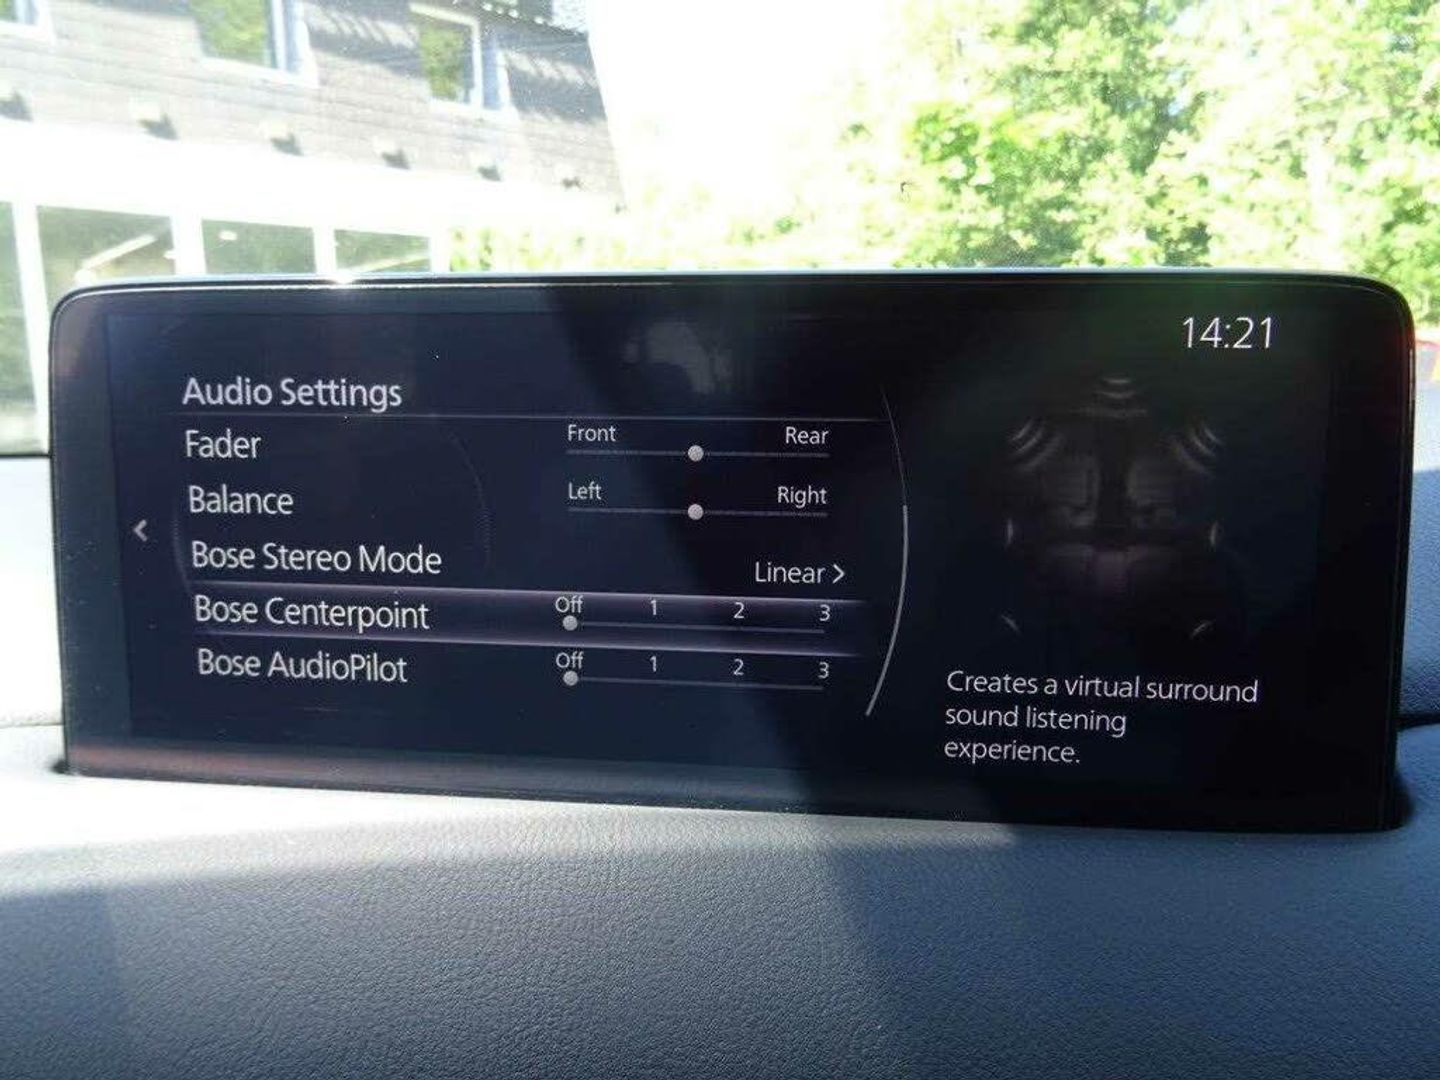 14:21
Audio Settings
Fader Front Rear
Balance Left Right
Bose Stereo Mode Linear >
Bose Centerpoint Off 1 2 3
Bose AudioPilot Off 1 2 3
Creates a virtual surround
sound listening
experience.